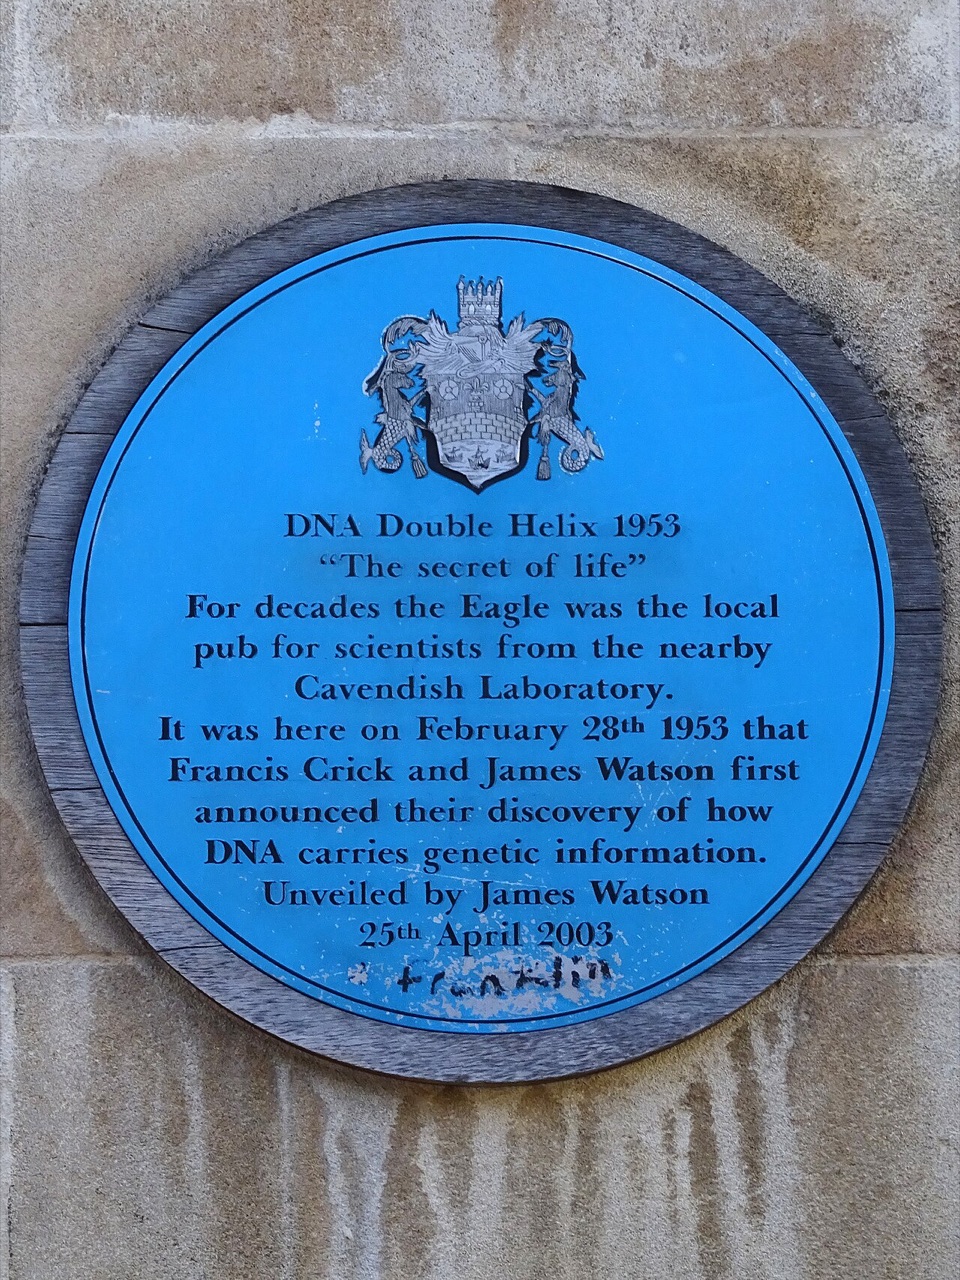 DNA Double Helix 1953
“The secret of life”
For decades the Eagle was the local
pub for scientists from the nearby
Cavendish Laboratory.
It was here on February 28th 1953 that
Francis Crick and James Watson first
announced their discovery of how
DNA carries genetic information.
Unveiled by James Watson
25th April 2003
Franklin